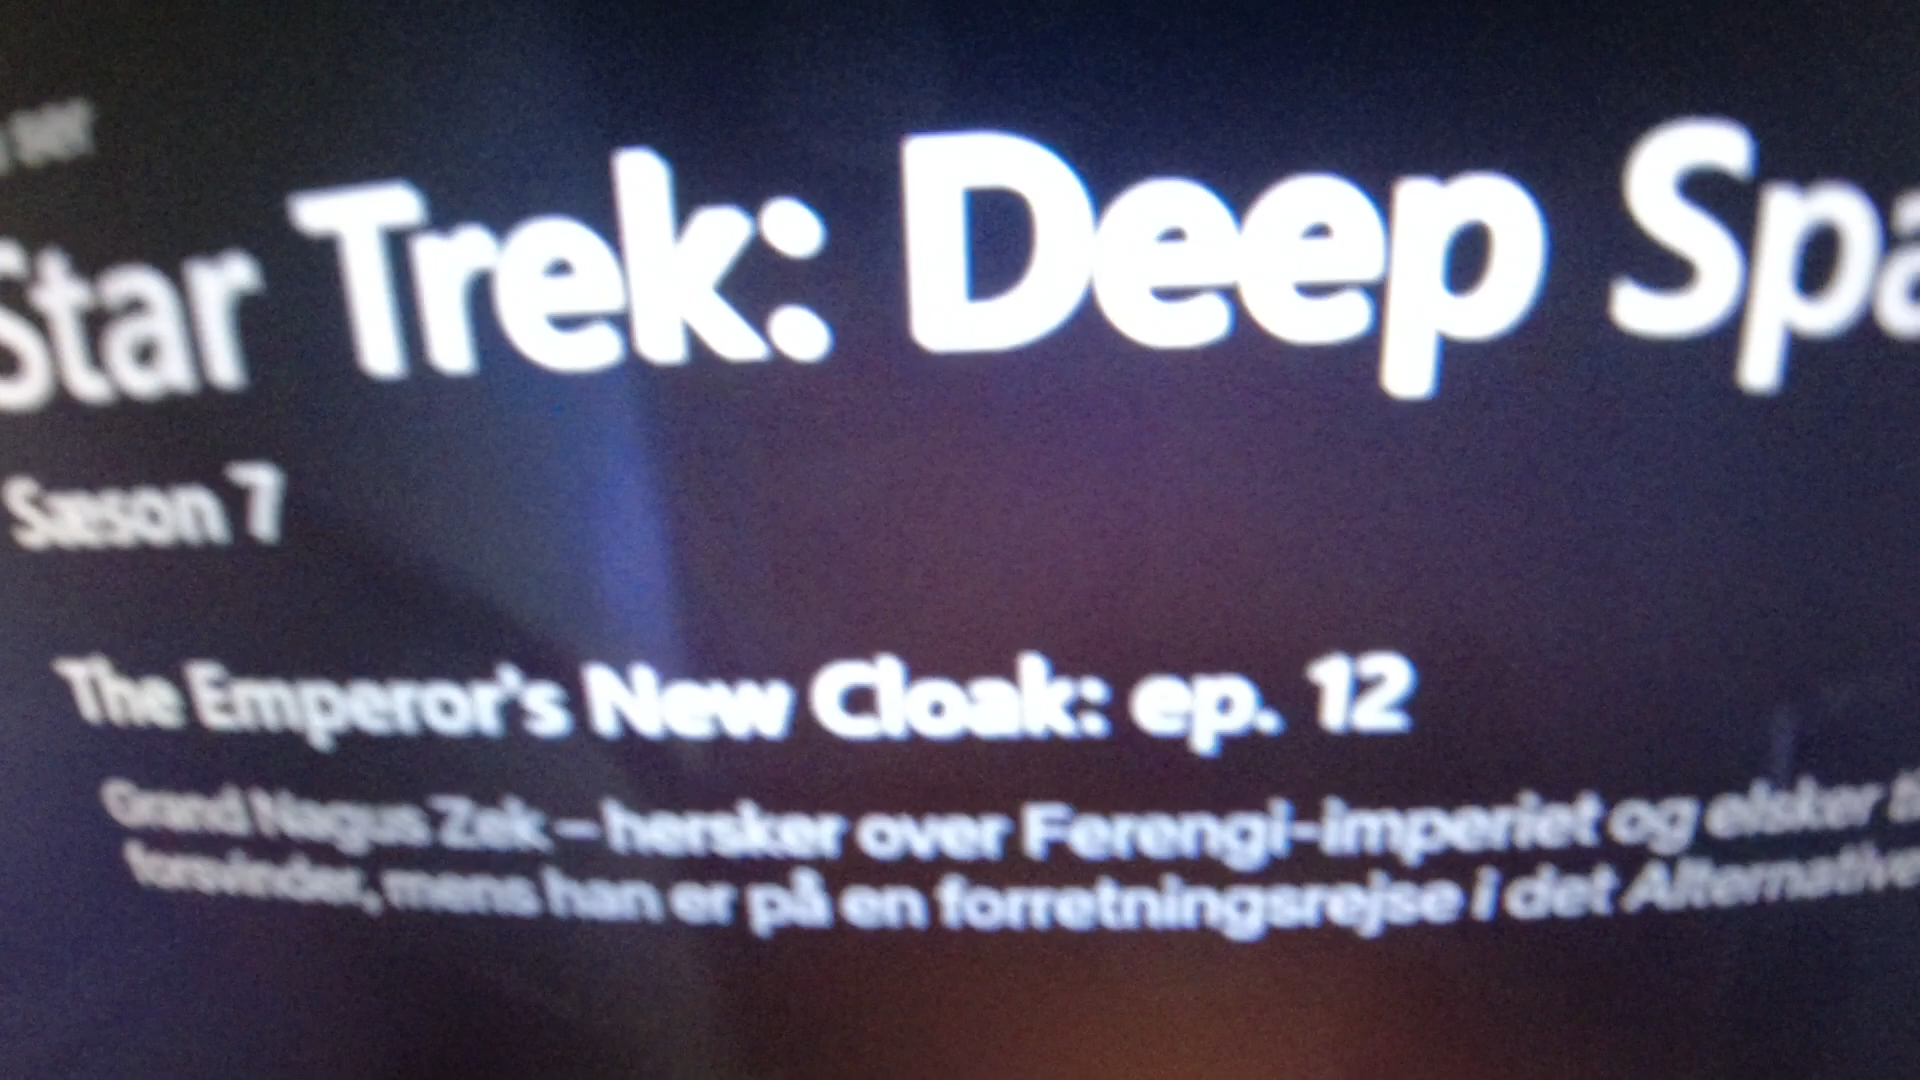 Star Trek: Deep Spa
Sæson 7
The Emperor's New Cloak: ep. 12
Grand Nagus Zek – hersker over Ferengi-imperiet og elsker
forsvinder, mens han er på en forretningsrejse i det Alternative